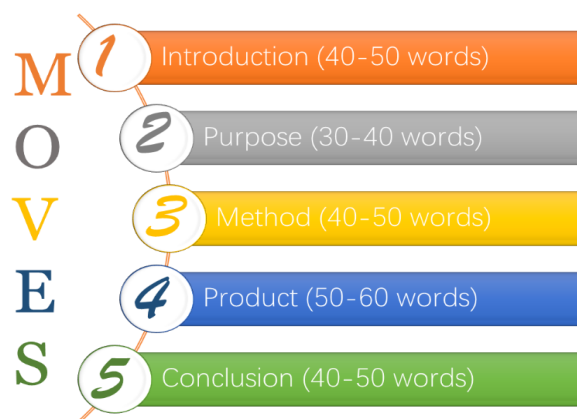 MOVES
1 Introduction (40-50 words)
2 Purpose (30-40 words)
3 Method (40-50 words)
4 Product (50-60 words)
5 Conclusion (40-50 words)